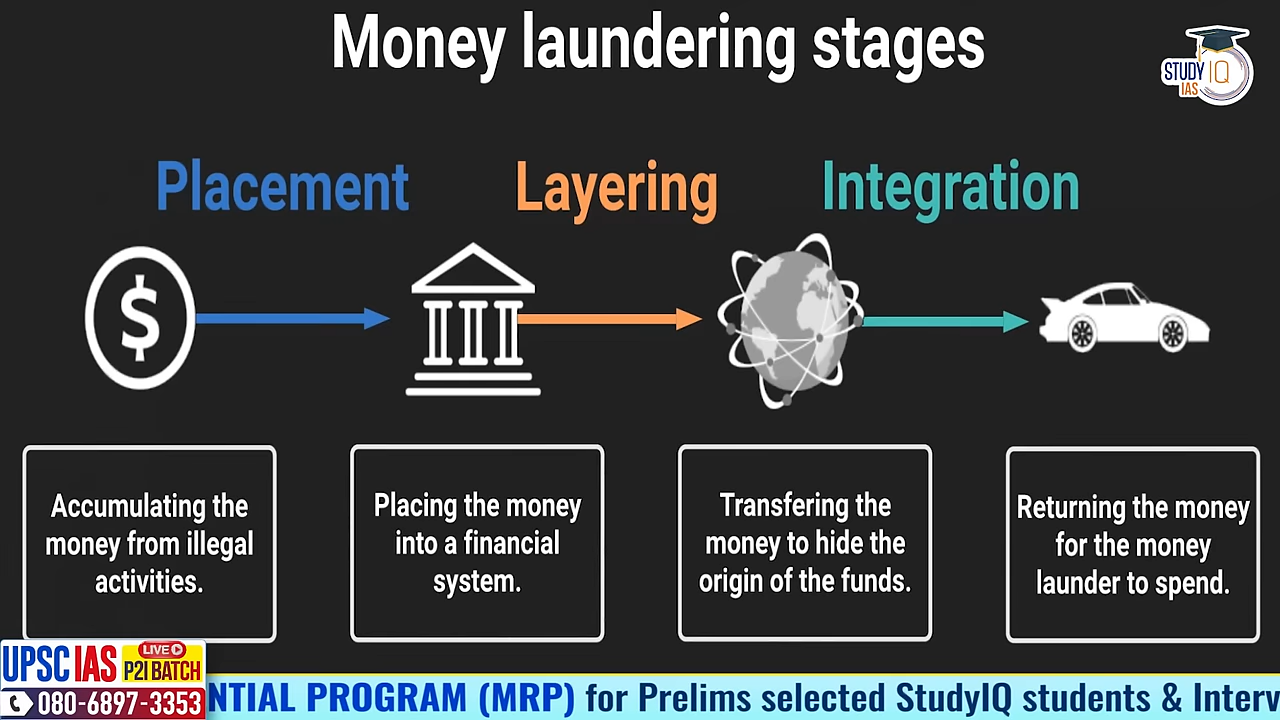 Money laundering stages
STUDY IQ
IAS
Placement
Layering
Integration
$
Accumulating the
money from illegal
activities.
Placing the money
into a financial
system.
Transfering the
money to hide the
origin of the funds.
Returning the money
for the money
launder to spend.
UPSC IAS
LIVE
P2I BATCH
080-6897-3353
NTIAL PROGRAM (MRP) for Prelims selected StudyIQ students & Interv